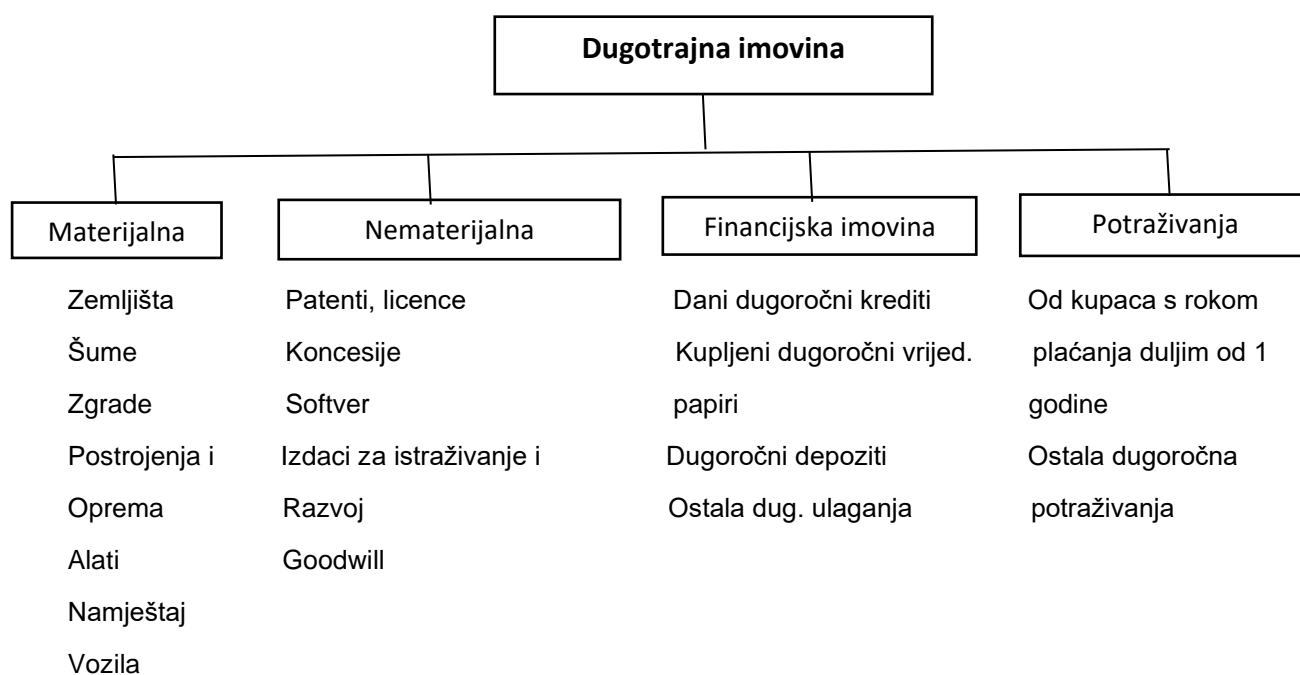 Dugotrajna imovina
Materijalna
Nematerijalna
Financijska imovina
Potraživanja
Zemljišta
Patenti, licence
Dani dugoročni krediti
Od kupaca s rokom
Šume
Koncesije
Kupljeni dugoročni vrijed.
plaćanja duljim od 1
Zgrade
Softver
papiri
godine
Postrojenja i
Izdaci za istraživanje i
Dugoročni depoziti
Ostala dugoročna
Oprema
Razvoj
Ostala dug. ulaganja
potraživanja
Alati
Goodwill
Namještaj
Vozila